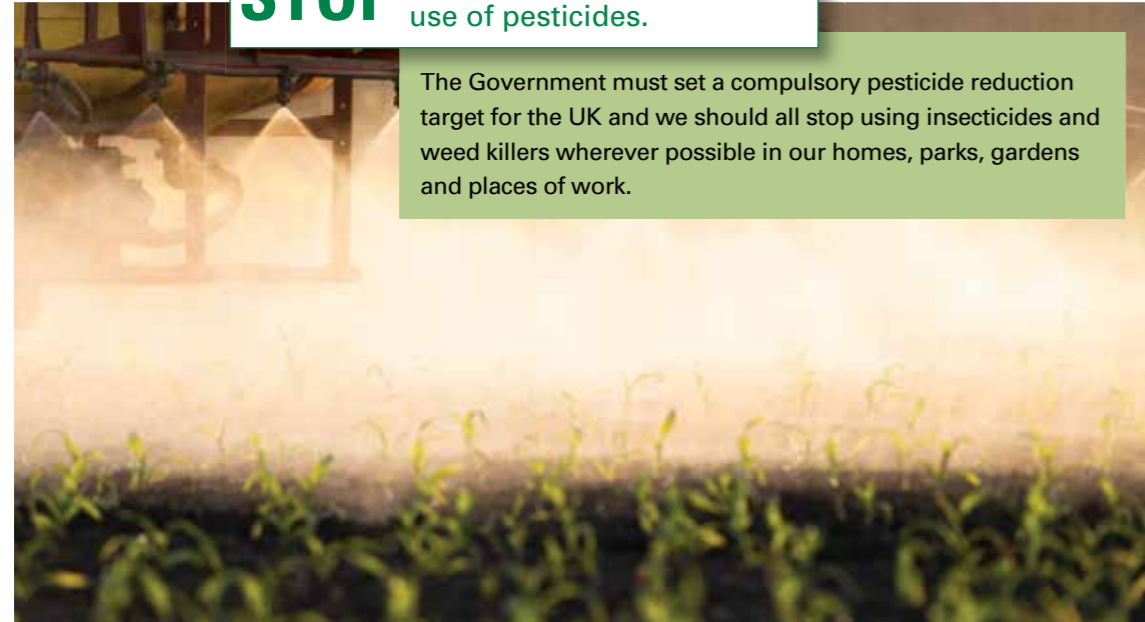 STOP
use of pesticides.
The Government must set a compulsory pesticide reduction
target for the UK and we should all stop using insecticides and
weed killers wherever possible in our homes, parks, gardens
and places of work.